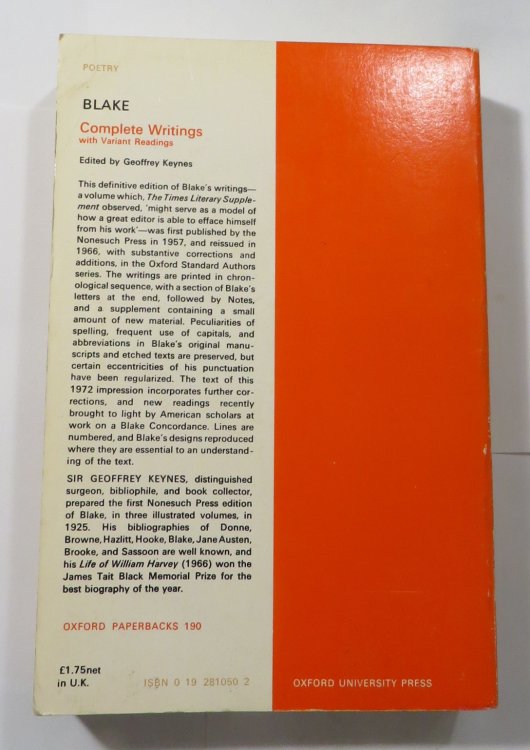 POETRY
BLAKE
Complete Writings
with Variant Readings
Edited by Geoffrey Keynes
This definitive edition of Blake's writings—
a volume which, The Times Literary Supple-
ment observed, 'might serve as a model of
how a great editor is able to efface himself
from his work'—was first published by the
Nonesuch Press in 1957, and reissued in
1966, with substantive corrections and
additions, in the Oxford Standard Authors
series. The writings are printed in chron-
ological sequence, with a section of Blake's
letters at the end, followed by Notes,
and a supplement containing a small
amount of new material. Peculiarities of
spelling, frequent use of capitals, and
abbreviations in Blake's original manu-
scripts and etched texts are preserved, but
certain eccentricities of his punctuation
have been regularized. The text of this
1972 impression incorporates further cor-
rections, and new readings recently
brought to light by American scholars at
work on a Blake Concordance. Lines are
numbered, and Blake's designs reproduced
where they are essential to an understand-
ing of the text.
SIR GEOFFREY KEYNES, distinguished
surgeon, bibliophile, and book collector,
prepared the first Nonesuch Press edition
of Blake, in three illustrated volumes, in
1925. His bibliographies of Donne,
Browne, Hazlitt, Hooke, Blake, Jane Austen,
Brooke, and Sassoon are well known, and
his Life of William Harvey (1966) won the
James Tait Black Memorial Prize for the
best biography of the year.
OXFORD PAPERBACKS 190
£1.75net
in U.K.
ISBN 0 19 281050 2
OXFORD UNIVERSITY PRESS